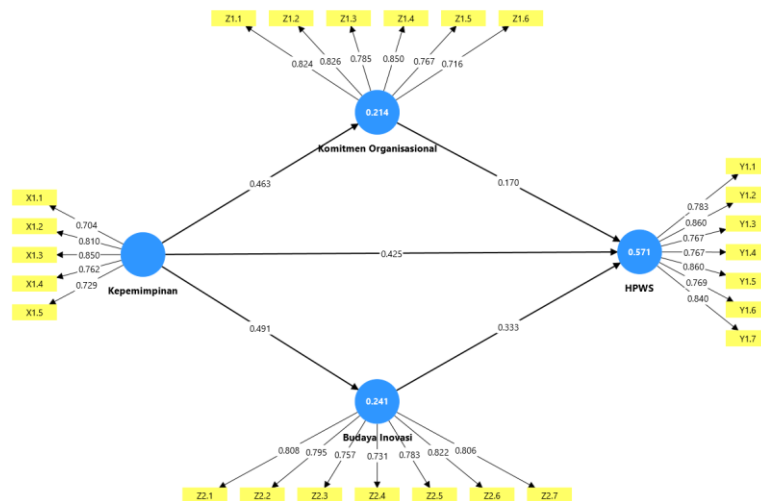 Z1.1 Z1.2 Z1.3 Z1.4 Z1.5 Z1.6
0.824 0.826 0.785 0.850 0.767 0.716
0.214
Komitmen Organisasional
0.463
0.170
X1.1
X1.2
X1.3
X1.4
X1.5
0.704
0.810
0.850
0.762
0.729
Kepemimpinan
0.425
0.571
HPWS
0.783
0.860
0.767
0.767
0.860
0.769
0.840
Y1.1
Y1.2
Y1.3
Y1.4
Y1.5
Y1.6
Y1.7
0.491
0.333
0.241
Budaya Inovasi
0.808 0.795 0.757 0.731 0.783 0.822 0.806
Z2.1 Z2.2 Z2.3 Z2.4 Z2.5 Z2.6 Z2.7